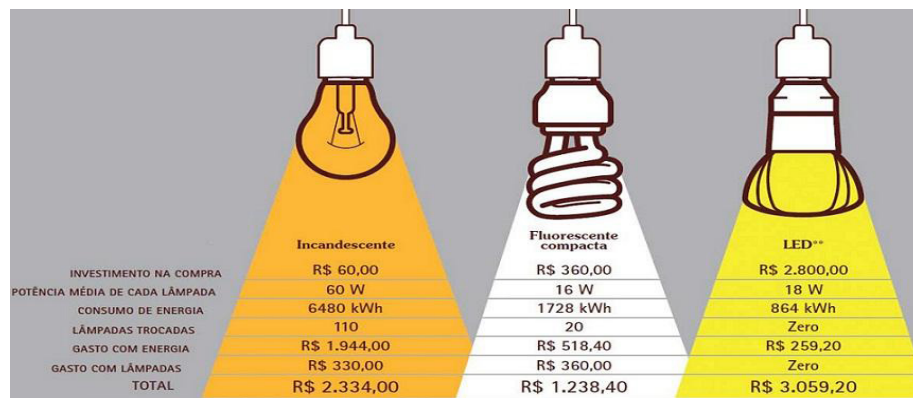 Incandescente
Fluorescente
compacta
LED**
INVESTIMENTO NA COMPRA R$ 60,00 R$ 360,00 R$ 2.800,00
POTÊNCIA MÉDIA DE CADA LÂMPADA 60 W 16 W 18 W
CONSUMO DE ENERGIA 6480 kWh 1728 kWh 864 kWh
LÂMPADAS TROCADAS 110 20 Zero
GASTO COM ENERGIA R$ 1.944,00 R$ 518,40 R$ 259,20
GASTO COM LÂMPADAS R$ 330,00 R$ 360,00 Zero
TOTAL R$ 2.334,00 R$ 1.238,40 R$ 3.059,20